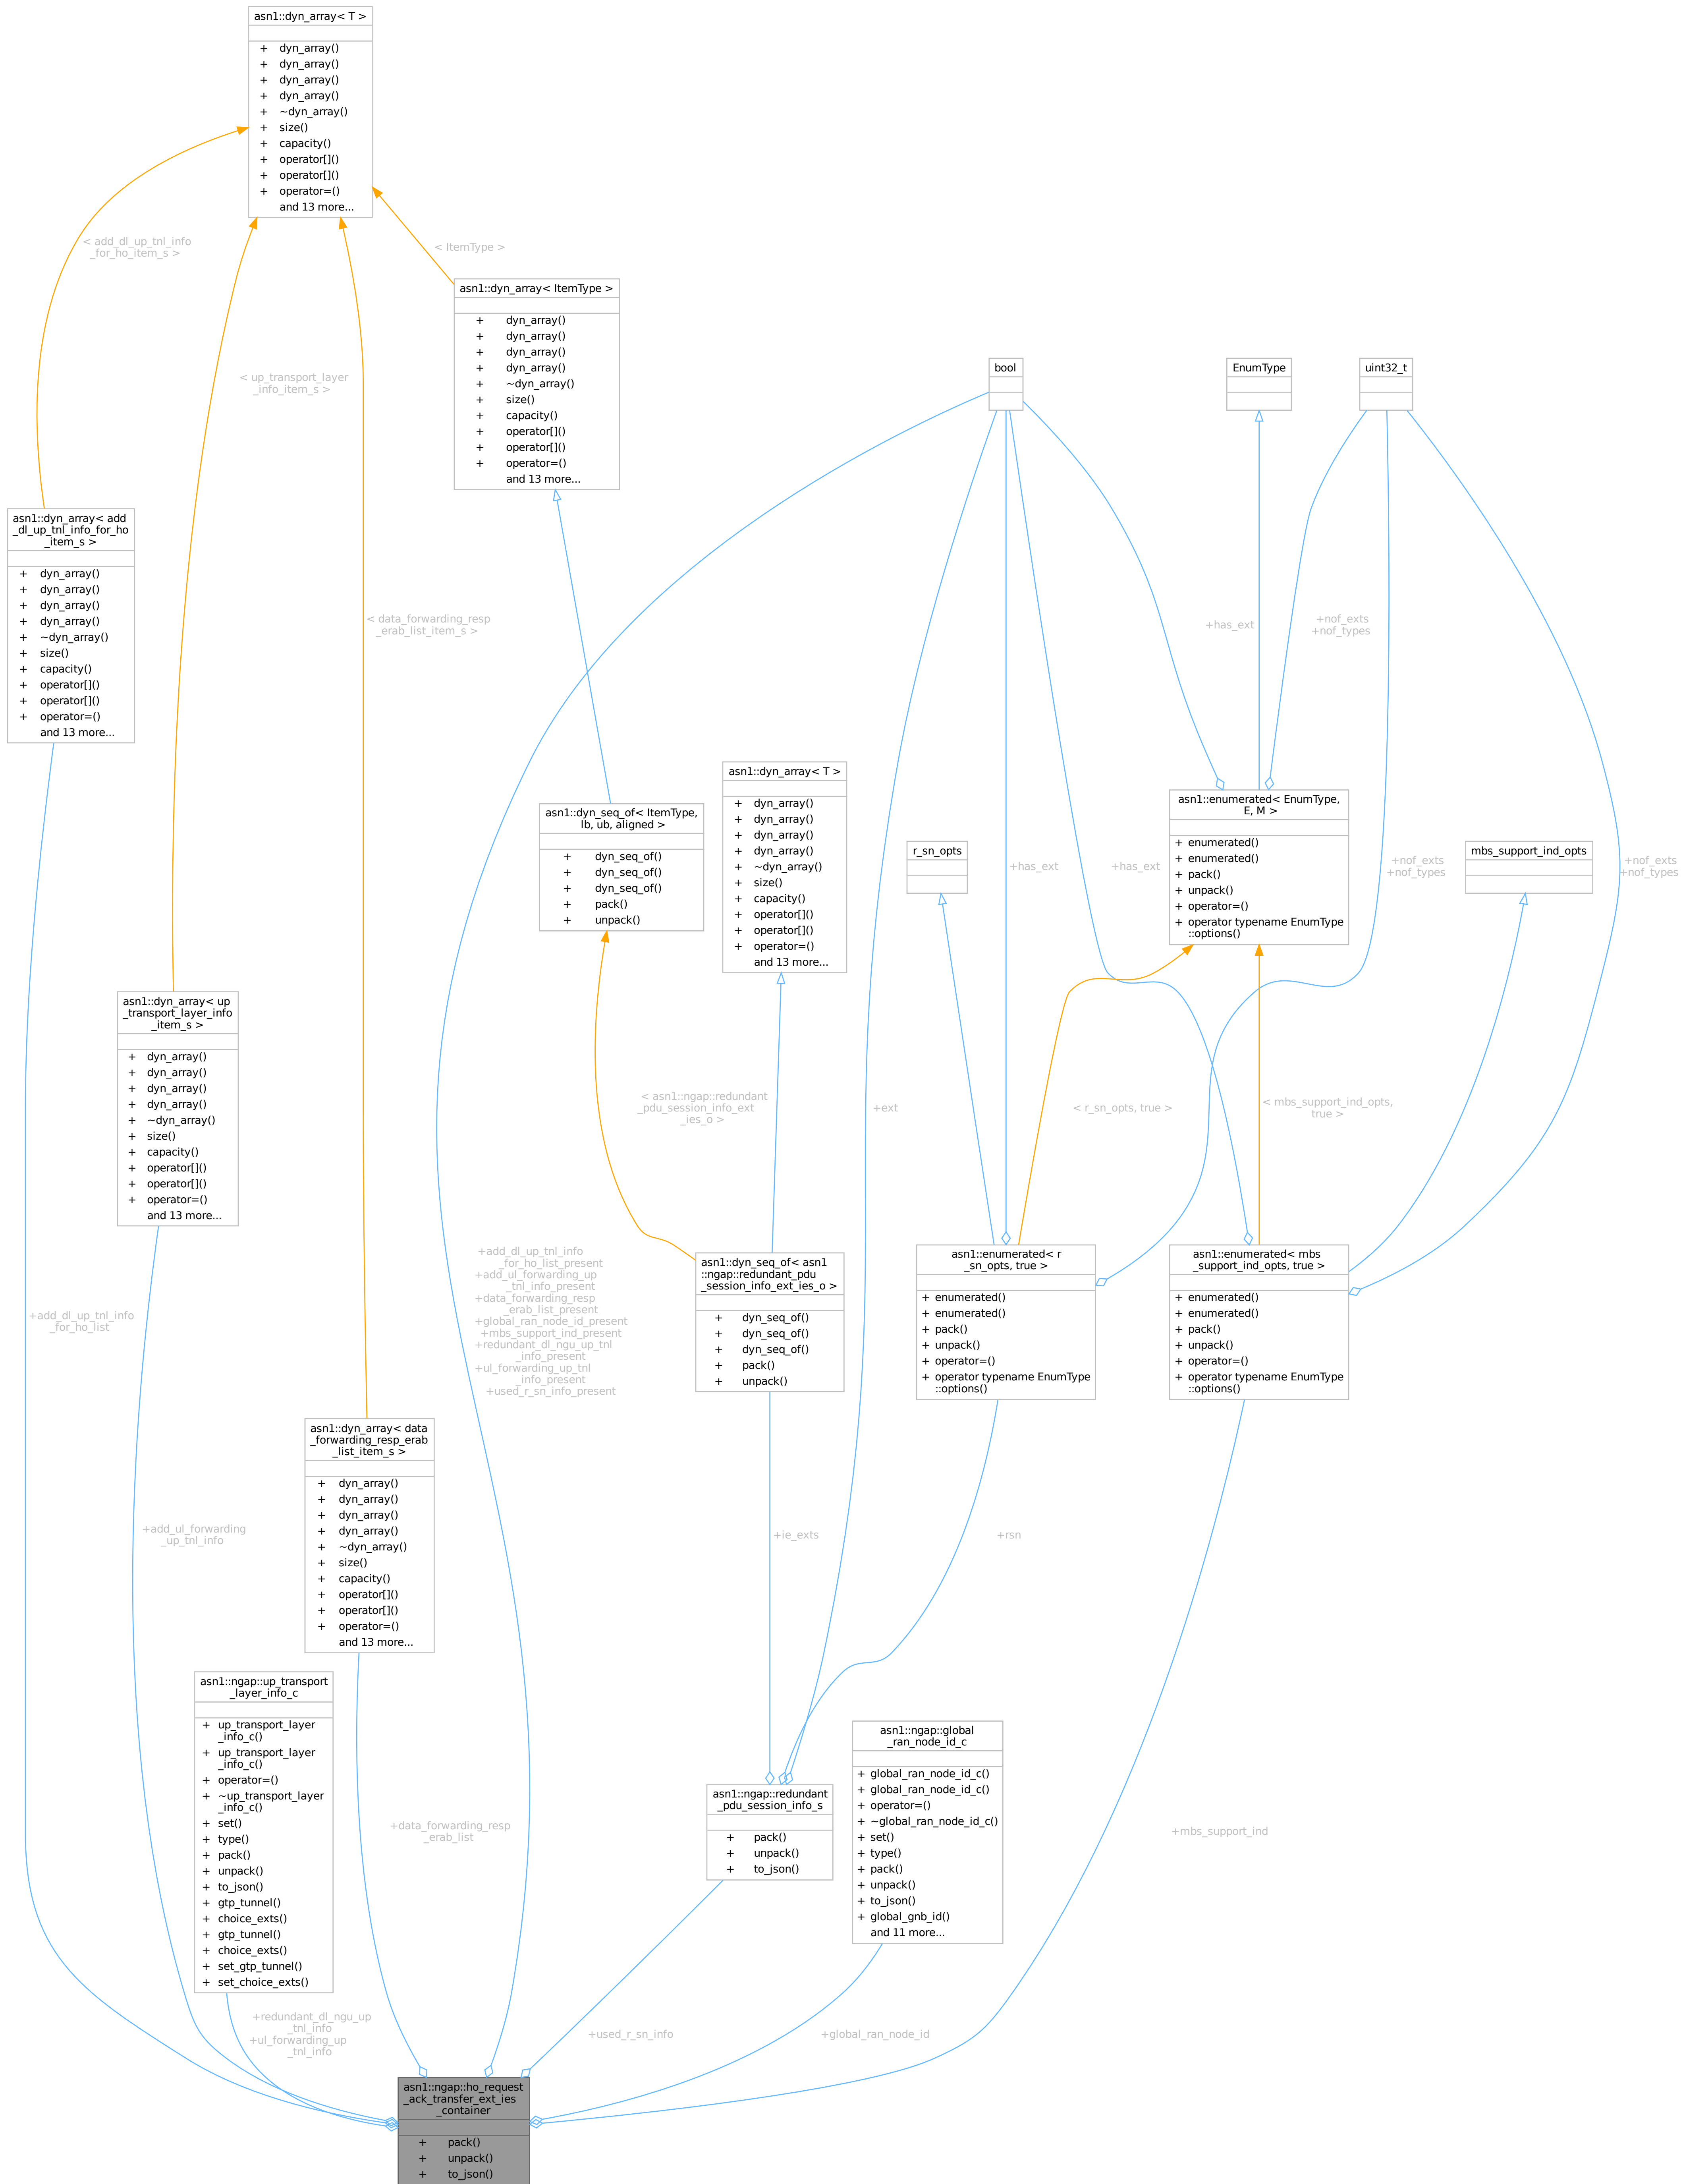 asn1::dyn_array< T >
+ dyn_array()
+ dyn_array()
+ dyn_array()
+ dyn_array()
+ ~dyn_array()
+ size()
+ capacity()
+ operator[]()
+ operator[]()
+ operator=()
and 13 more...
< add_dl_up_tnl_info
_for_ho_item_s >
< ItemType >
asn1::dyn_array< ItemType >
+ dyn_array()
+ dyn_array()
+ dyn_array()
+ dyn_array()
+ ~dyn_array()
+ size()
+ capacity()
+ operator[]()
+ operator[]()
+ operator=()
and 13 more...
< up_transport_layer
_info_item_s >
bool
EnumType
uint32_t
asn1::dyn_array< add
_dl_up_tnl_info_for_ho
_item_s >
+ dyn_array()
+ dyn_array()
+ dyn_array()
+ dyn_array()
+ ~dyn_array()
+ size()
+ capacity()
+ operator[]()
+ operator[]()
+ operator=()
and 13 more...
< data_forwarding_resp
_erab_list_item_s >
+has_ext
+nof_exts
+nof_types
asn1::dyn_seq_of< ItemType,
lb, ub, aligned >
+ dyn_seq_of()
+ dyn_seq_of()
+ dyn_seq_of()
+ pack()
+ unpack()
asn1::dyn_array< T >
+ dyn_array()
+ dyn_array()
+ dyn_array()
+ dyn_array()
+ ~dyn_array()
+ size()
+ capacity()
+ operator[]()
+ operator[]()
+ operator=()
and 13 more...
r_sn_opts
+has_ext
+has_ext
asn1::enumerated< EnumType,
E, M >
+ enumerated()
+ enumerated()
+ pack()
+ unpack()
+ operator=()
+ operator typename EnumType
::options()
+nof_exts
+nof_types
mbs_support_ind_opts
+nof_exts
+nof_types
asn1::dyn_array< up
_transport_layer_info
_item_s >
+ dyn_array()
+ dyn_array()
+ dyn_array()
+ dyn_array()
+ ~dyn_array()
+ size()
+ capacity()
+ operator[]()
+ operator[]()
+ operator=()
and 13 more...
< asn1::ngap::redundant
_pdu_session_info_ext
_ies_o >
+ext
< r_sn_opts, true >
< mbs_support_ind_opts,
true >
+add_dl_up_tnl_info
_for_ho_list
+add_dl_up_tnl_info
_for_ho_list_present
+add_ul_forwarding_up
_tnl_info_present
+data_forwarding_resp
_erab_list_present
+global_ran_node_id_present
+mbs_support_ind_present
+redundant_dl_ngu_up_tnl
_info_present
+ul_forwarding_up_tnl
_info_present
+used_r_sn_info_present
asn1::dyn_seq_of< asn1
::ngap::redundant_pdu
_session_info_ext_ies_o >
+ dyn_seq_of()
+ dyn_seq_of()
+ dyn_seq_of()
+ pack()
+ unpack()
asn1::enumerated< r
_sn_opts, true >
+ enumerated()
+ enumerated()
+ pack()
+ unpack()
+ operator=()
+ operator typename EnumType
::options()
asn1::enumerated< mbs
_support_ind_opts, true >
+ enumerated()
+ enumerated()
+ pack()
+ unpack()
+ operator=()
+ operator typename EnumType
::options()
asn1::dyn_array< data
_forwarding_resp_erab
_list_item_s >
+ dyn_array()
+ dyn_array()
+ dyn_array()
+ dyn_array()
+ ~dyn_array()
+ size()
+ capacity()
+ operator[]()
+ operator[]()
+ operator=()
and 13 more...
+add_ul_forwarding
_up_tnl_info
+ie_exts
+rsn
asn1::ngap::up_transport
_layer_info_c
+ up_transport_layer
_info_c()
+ up_transport_layer
_info_c()
+ operator=()
+ ~up_transport_layer
_info_c()
+ set()
+ type()
+ pack()
+ unpack()
+ to_json()
+ gtp_tunnel()
+ choice_exts()
+ gtp_tunnel()
+ choice_exts()
+ set_gtp_tunnel()
+ set_choice_exts()
+data_forwarding_resp
_erab_list
asn1::ngap::redundant
_pdu_session_info_s
+ pack()
+ unpack()
+ to_json()
asn1::ngap::global
_ran_node_id_c
+ global_ran_node_id_c()
+ global_ran_node_id_c()
+ operator=()
+ ~global_ran_node_id_c()
+ set()
+ type()
+ pack()
+ unpack()
+ to_json()
+ global_gnb_id()
and 11 more...
+mbs_support_ind
+redundant_dl_ngu_up
_tnl_info
+ul_forwarding_up
_tnl_info
+used_r_sn_info
+global_ran_node_id
asn1::ngap::ho_request
_ack_transfer_ext_ies
_container
+ pack()
+ unpack()
+ to_json()